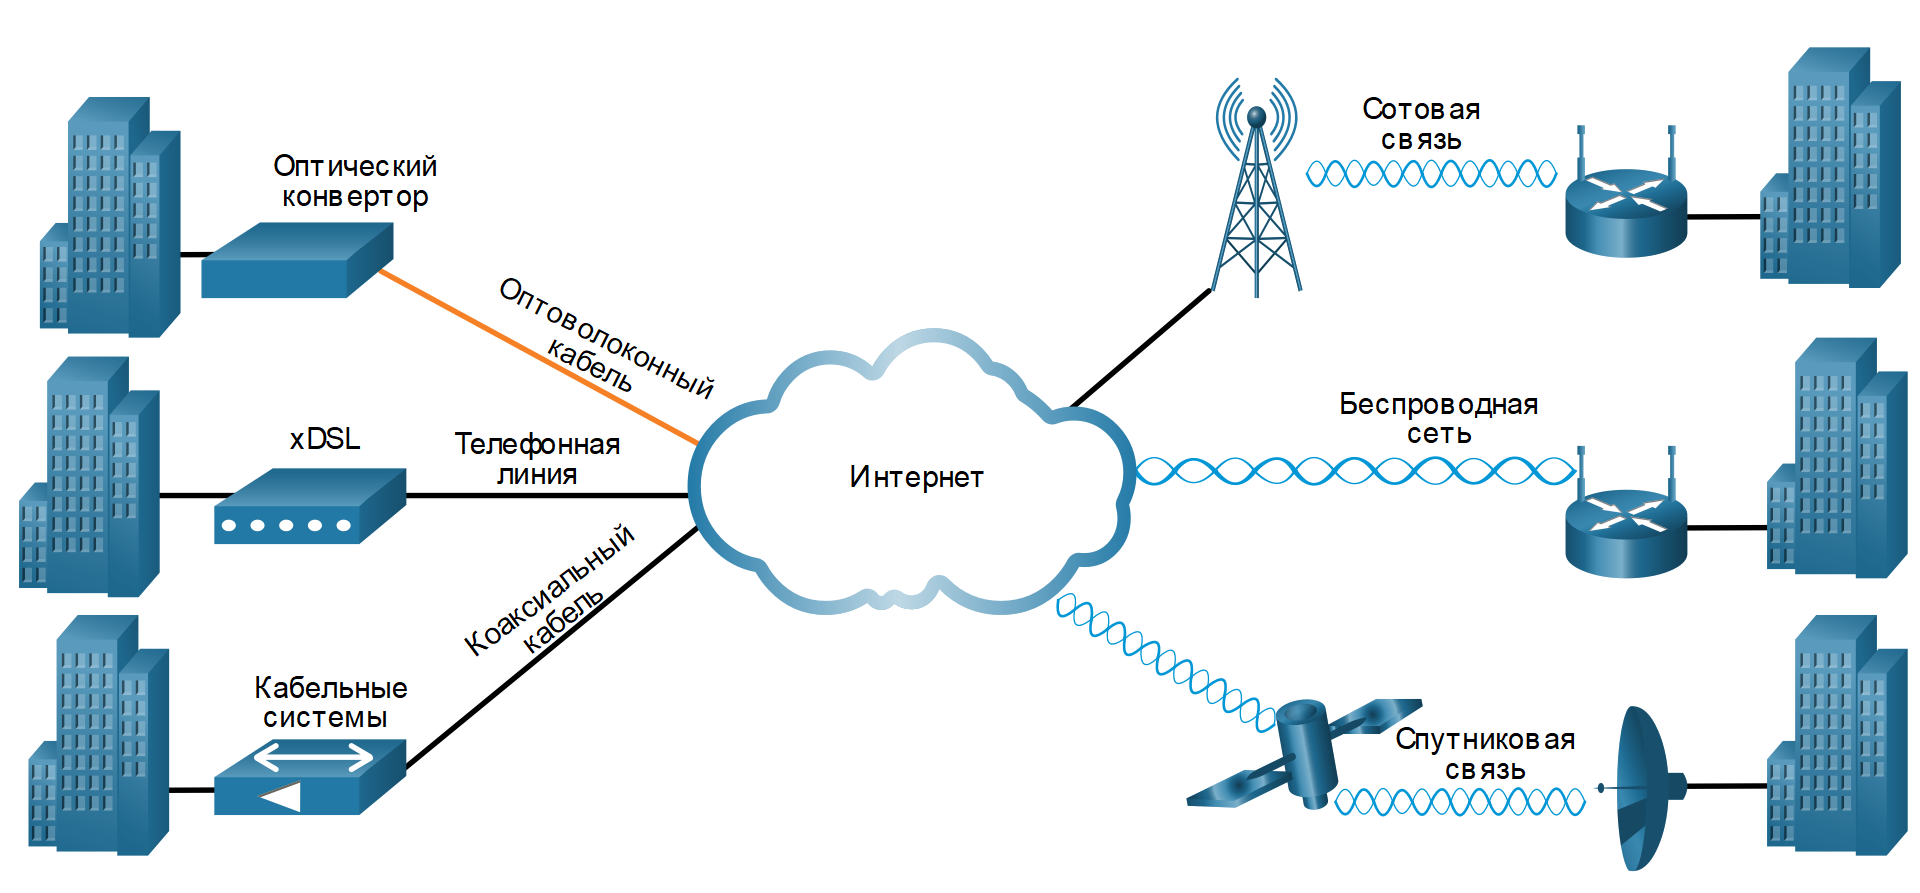 Оптический
конвертор
Оптоволоконный
кабель
xDSL
Телефонная
линия
Коаксиальный
кабель
Кабельные
системы
Интернет
Сотовая
связь
Беспроводная
сеть
Спутниковая
связь